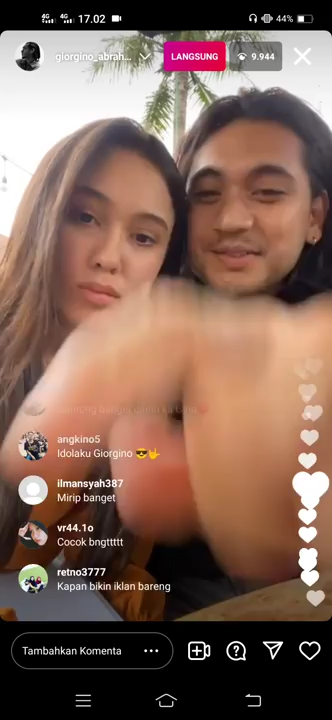 4G 4G 17.02 44%
giorgino_abrah... LANGSUNG 9.944
angkino5
Idolaku Giorgino 😎🤟
ilmansyah387
Mirip banget
vr44.1o
Cocok bngttttt
retno3777
Kapan bikin iklan bareng
Tambahkan Komenta